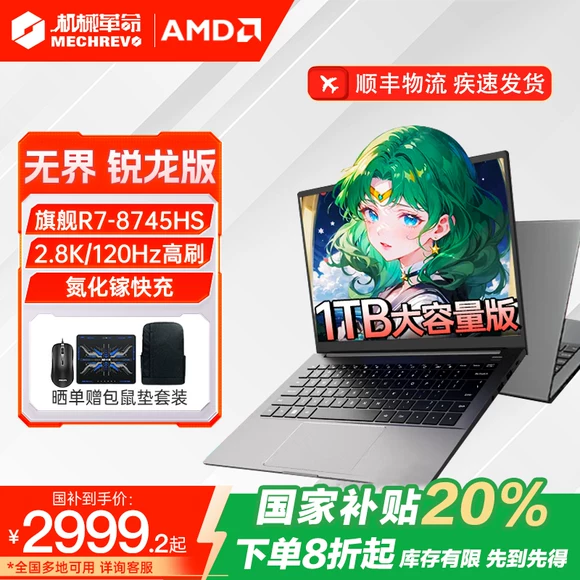 机械革命
MECHREVO
AMD
顺丰物流 疾速发货
无界 锐龙版
旗舰R7-8745HS
2.8K/120Hz高刷
氮化镓快充
晒单赠包鼠垫套装
1TB大容量版
国补到手价:
¥2999.2起
*全国多地可用 详询客服
国家补贴20%
下单8折起 库存有限 先到先得